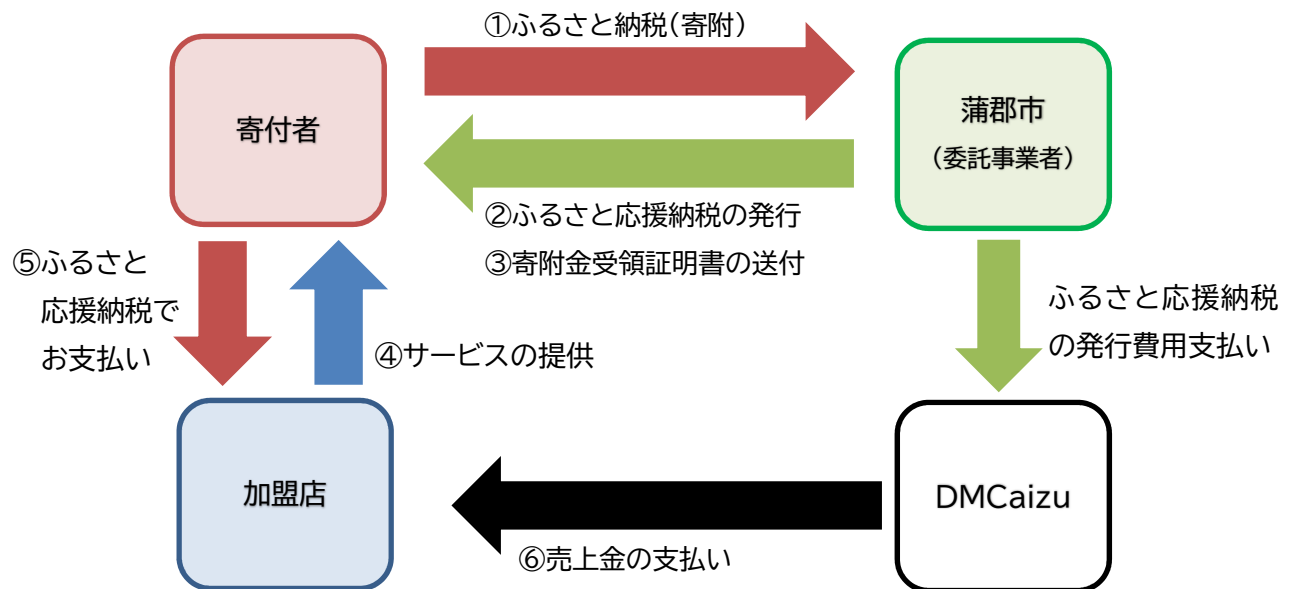 ①ふるさと納税(寄附)
寄付者
蒲郡市
(委託事業者)
②ふるさと応援納税の発行
③寄附金受領証明書の送付
⑤ふるさと
応援納税で
お支払い
④サービスの提供
ふるさと応援納税
の発行費用支払い
加盟店
DMCaizu
⑥売上金の支払い